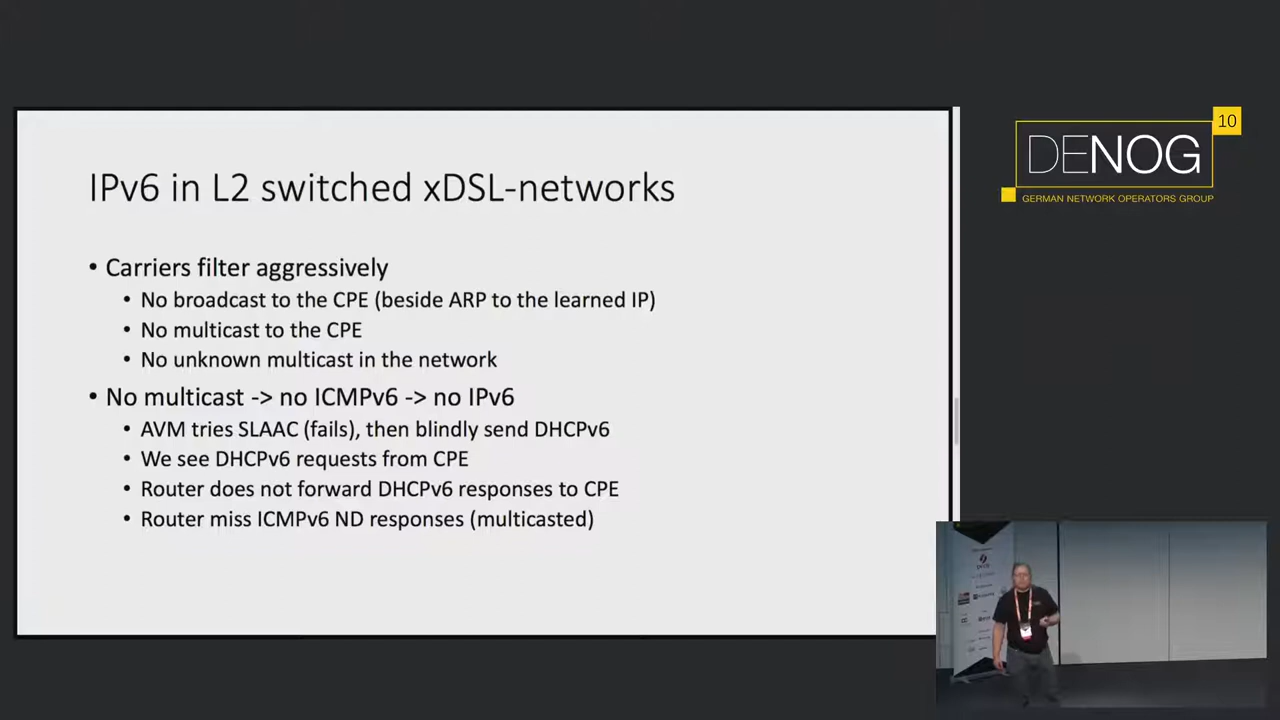 IPv6 in L2 switched xDSL-networks
• Carriers filter aggressively
• No broadcast to the CPE (beside ARP to the learned IP)
• No multicast to the CPE
• No unknown multicast in the network
• No multicast -> no ICMPv6 -> no IPv6
• AVM tries SLAAC (fails), then blindly send DHCPv6
• We see DHCPv6 requests from CPE
• Router does not forward DHCPv6 responses to CPE
• Router miss ICMPv6 ND responses (multicasted)
10
DENOG
GERMAN NETWORK OPERATORS GROUP